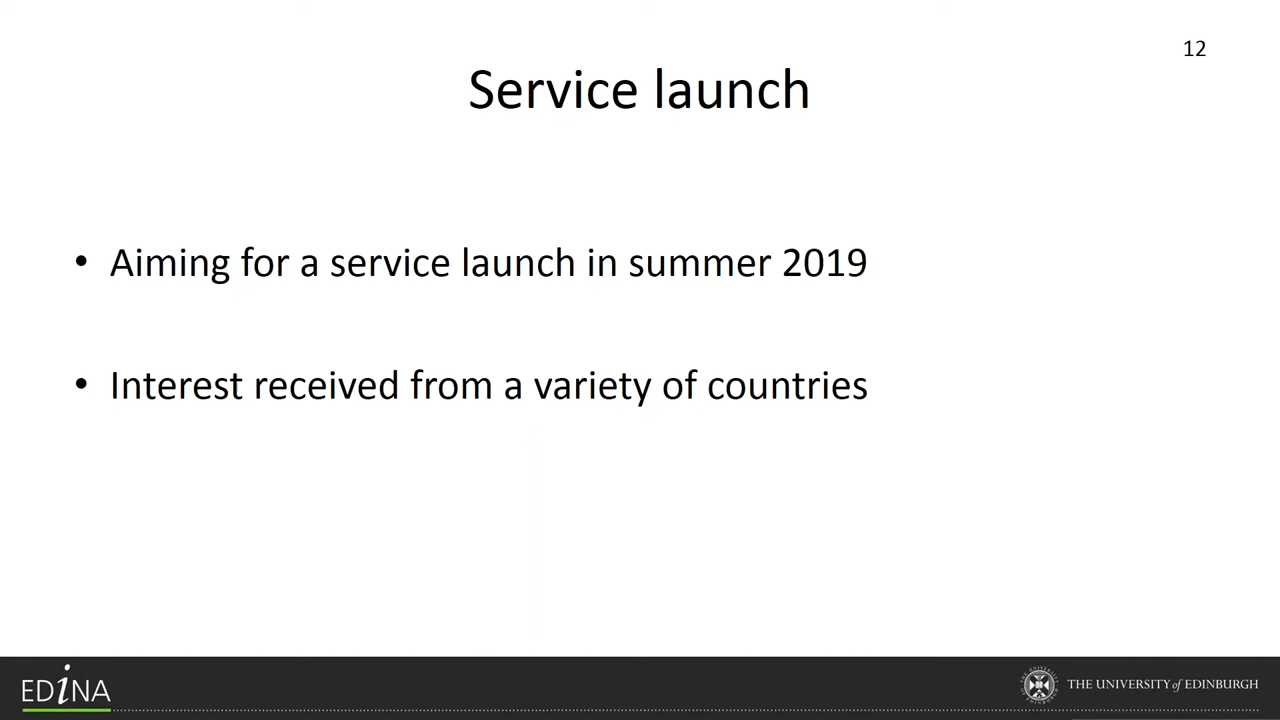 12
Service launch
• Aiming for a service launch in summer 2019
• Interest received from a variety of countries
EDiNA
THE UNIVERSITY of EDINBURGH